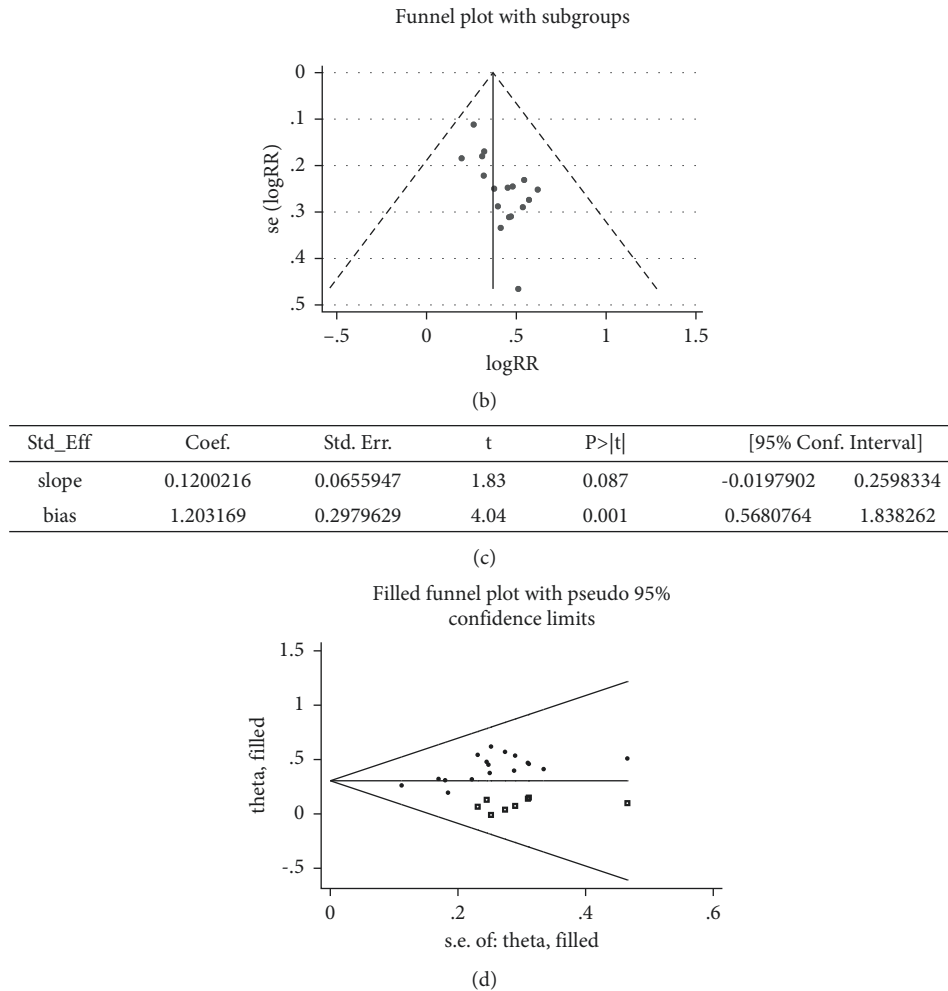 Funnel plot with subgroups
0
.1
.2
.3
.4
.5
se (logRR)
–.5 0 .5 1 1.5
logRR
(b)
Std_Eff Coef. Std. Err. t P>|t| [95% Conf. Interval]
slope 0.1200216 0.0655947 1.83 0.087 -0.0197902 0.2598334
bias 1.203169 0.2979629 4.04 0.001 0.5680764 1.838262
(c)
Filled funnel plot with pseudo 95%
confidence limits
1.5
1
.5
0
-.5
theta, filled
0 .2 .4 .6
s.e. of: theta, filled
(d)